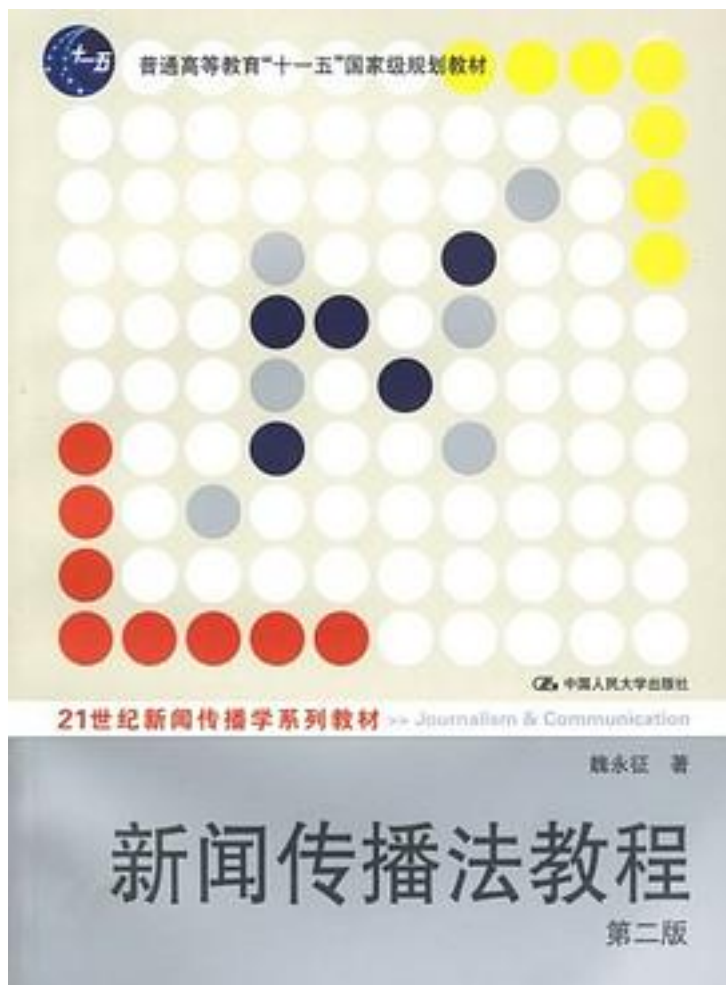 十一五
普通高等教育“十一五”国家级规划教材
中国人民大学出版社
21世纪新闻传播学系列教材 >> Journalism & Communication
魏永征 著
新闻传播法教程
第二版